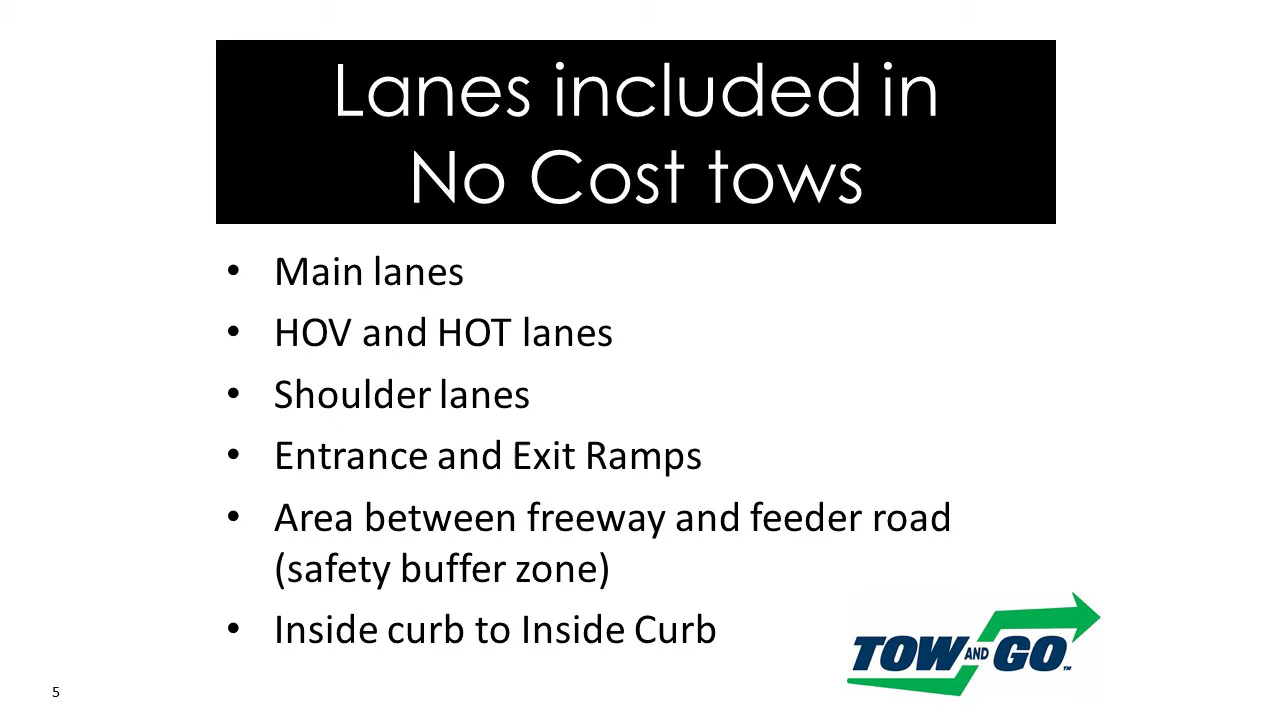 Lanes included in
No Cost tows
• Main lanes
• HOV and HOT lanes
• Shoulder lanes
• Entrance and Exit Ramps
• Area between freeway and feeder road
(safety buffer zone)
• Inside curb to Inside Curb
TOW AND GO™
5